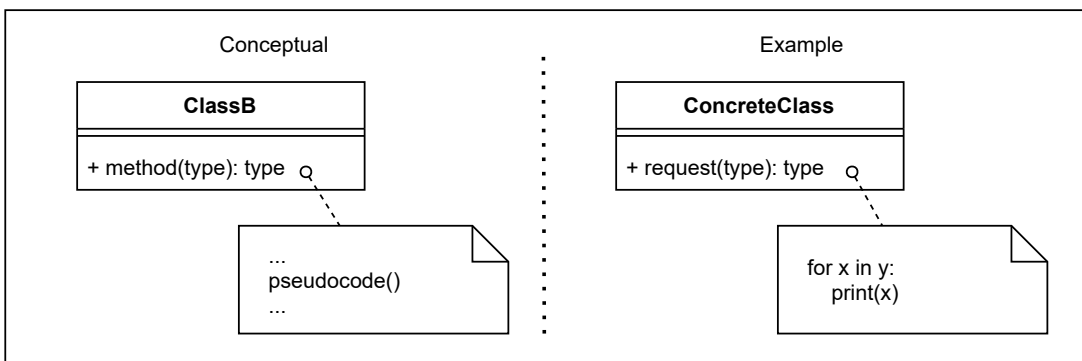 Conceptual
ClassB
+ method(type): type
...
pseudocode()
...
Example
ConcreteClass
+ request(type): type
for x in y:
print(x)